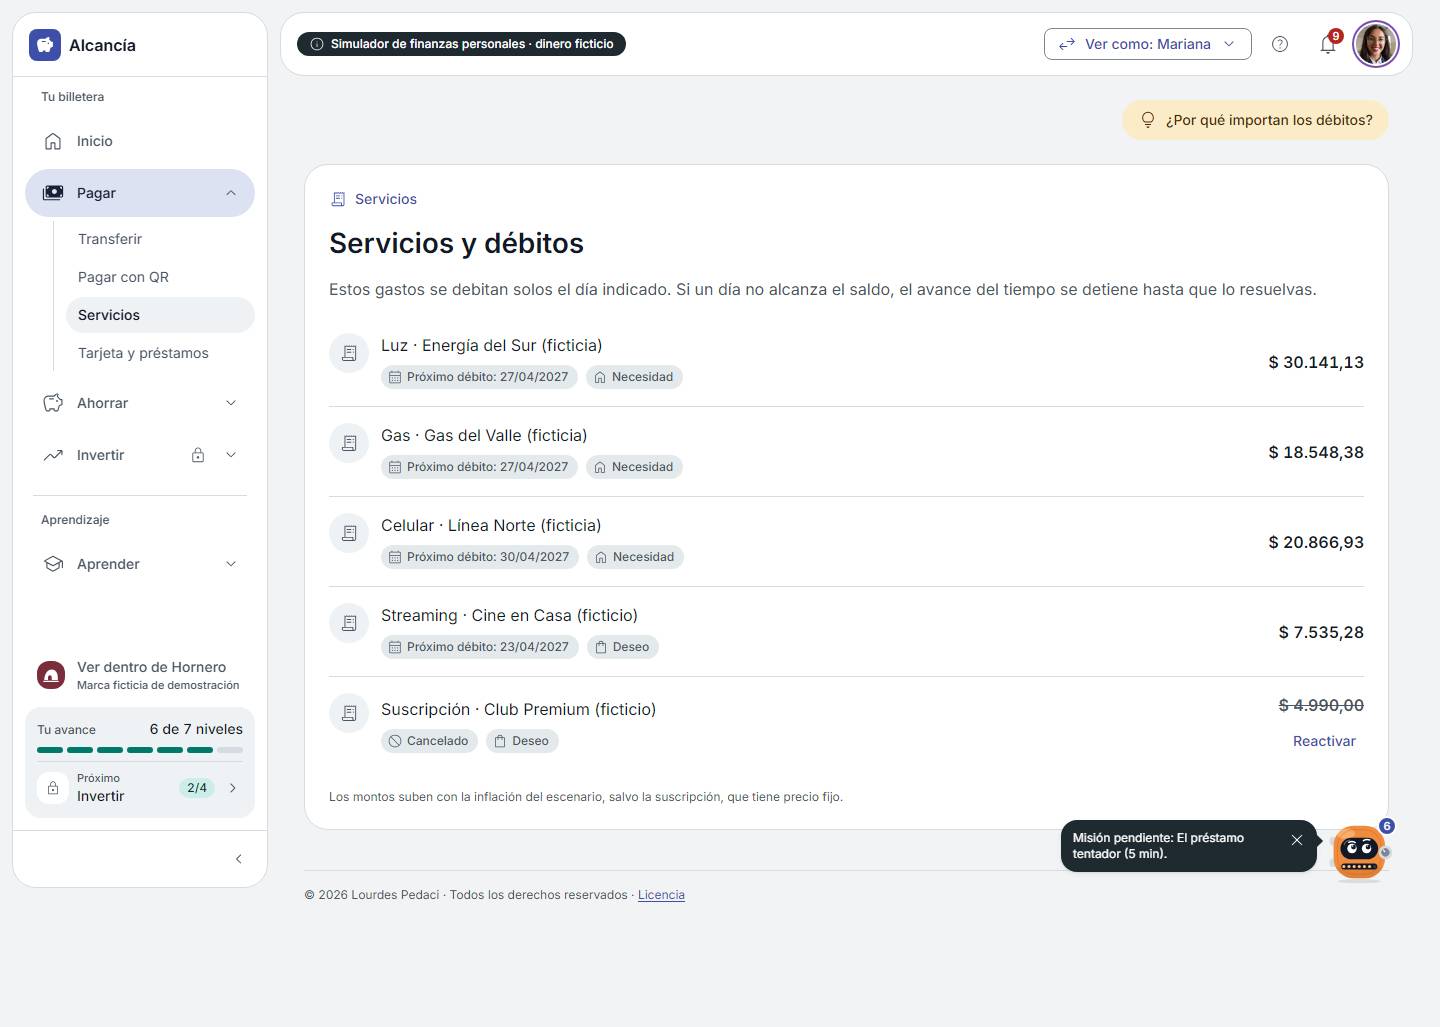 Alcancía
Simulador de finanzas personales · dinero ficticio
Ver como: Mariana
9
Tu billetera
Inicio
Pagar
Transferir
Pagar con QR
Servicios
Tarjeta y préstamos
Ahorrar
Invertir
Aprendizaje
Aprender
Ver dentro de Hornero
Marca ficticia de demostración
Tu avance
6 de 7 niveles
Próximo
Invertir
2/4
¿Por qué importan los débitos?
Servicios
Servicios y débitos
Estos gastos se debitan solos el día indicado. Si un día no alcanza el saldo, el avance del tiempo se detiene hasta que lo resuelvas.
Luz · Energía del Sur (ficticia)
Próximo débito: 27/04/2027
Necesidad
$ 30.141,13
Gas · Gas del Valle (ficticia)
Próximo débito: 27/04/2027
Necesidad
$ 18.548,38
Celular · Línea Norte (ficticia)
Próximo débito: 30/04/2027
Necesidad
$ 20.866,93
Streaming · Cine en Casa (ficticio)
Próximo débito: 23/04/2027
Deseo
$ 7.535,28
Suscripción · Club Premium (ficticio)
Cancelado
Deseo
$ 4.990,00
Reactivar
Los montos suben con la inflación del escenario, salvo la suscripción, que tiene precio fijo.
Misión pendiente: El préstamo
tentador (5 min).
6
© 2026 Lourdes Pedaci · Todos los derechos reservados · Licencia